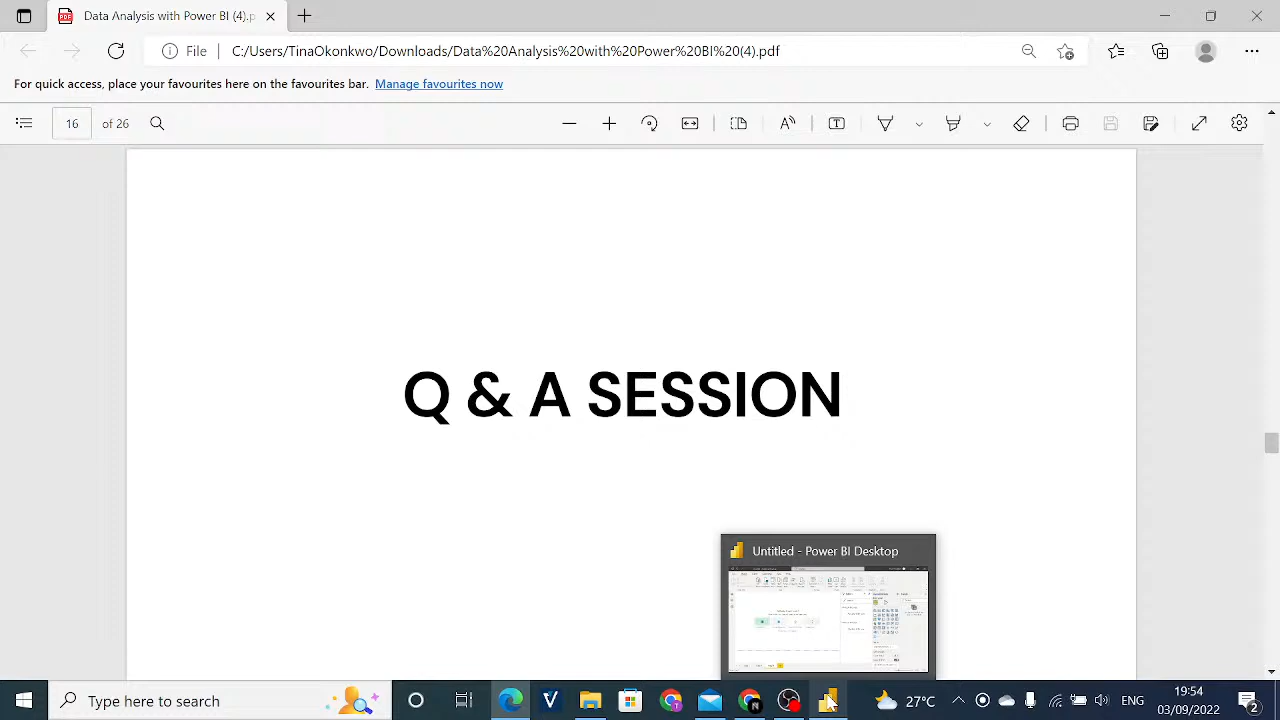 Data Analysis with Power BI (4).p
File
C:/Users/TinaOkonkwo/Downloads/Data%20Analysis%20with%20Power%20BI%20(4).pdf
For quick access, place your favourites here on the favourites bar. Manage favourites now
16 of 26
Q & A SESSION
Untitled - Power BI Desktop
Type here to search
27°C
ENG
19:54
03/09/2022
2